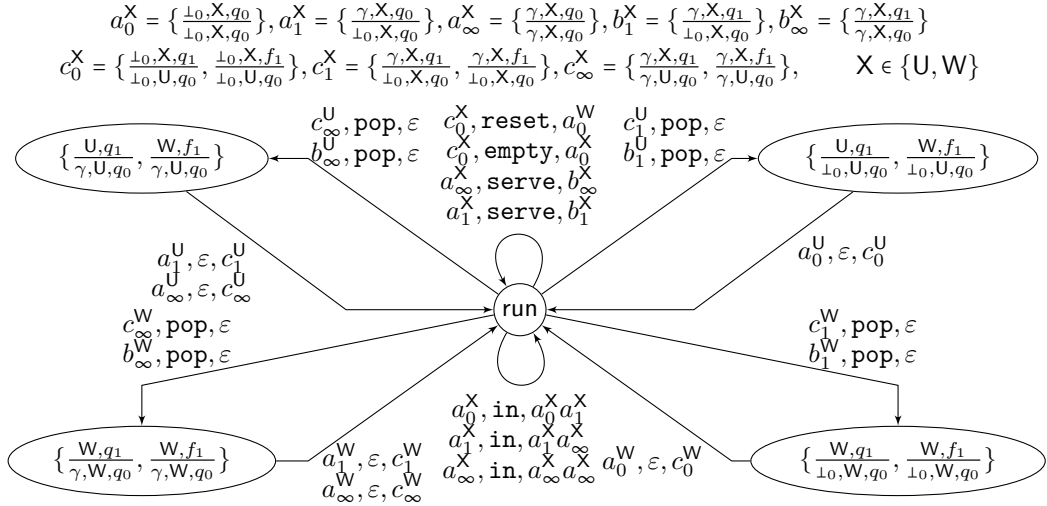 a_0^X = {⊥_0,X,q_0 / ⊥_0,X,q_0}, a_1^X = {γ,X,q_0 / ⊥_0,X,q_0}, a_∞^X = {γ,X,q_0 / γ,X,q_0}, b_1^X = {γ,X,q_1 / ⊥_0,X,q_0}, b_∞^X = {γ,X,q_1 / γ,X,q_0}
c_0^X = {⊥_0,X,q_1 / ⊥_0,U,q_0, ⊥_0,X,f_1 / ⊥_0,U,q_0}, c_1^X = {γ,X,q_1 / ⊥_0,X,q_0, γ,X,f_1 / ⊥_0,X,q_0}, c_∞^X = {γ,X,q_1 / γ,U,q_0, γ,X,f_1 / γ,U,q_0}, X ∈ {U,W}
c_∞^U, pop, ε
b_∞^U, pop, ε
c_0^X, reset, a_0^W
c_0^X, empty, a_0^X
a_∞^X, serve, b_∞^X
a_1^X, serve, b_1^X
c_1^U, pop, ε
b_1^U, pop, ε
{U,q_1 / γ,U,q_0, W,f_1 / γ,U,q_0}
{U,q_1 / ⊥_0,U,q_0, W,f_1 / ⊥_0,U,q_0}
a_1^U, ε, c_1^U
a_∞^U, ε, c_∞^U
a_0^U, ε, c_0^U
run
c_∞^W, pop, ε
b_∞^W, pop, ε
c_1^W, pop, ε
b_1^W, pop, ε
{W,q_1 / γ,W,q_0, W,f_1 / γ,W,q_0}
a_1^W, ε, c_1^W
a_∞^W, ε, c_∞^W
a_0^X, in, a_0^X a_1^X
a_1^X, in, a_1^X a_∞^X
a_∞^X, in, a_∞^X a_∞^X
a_0^W, ε, c_0^W
{W,q_1 / ⊥_0,W,q_0, W,f_1 / ⊥_0,W,q_0}